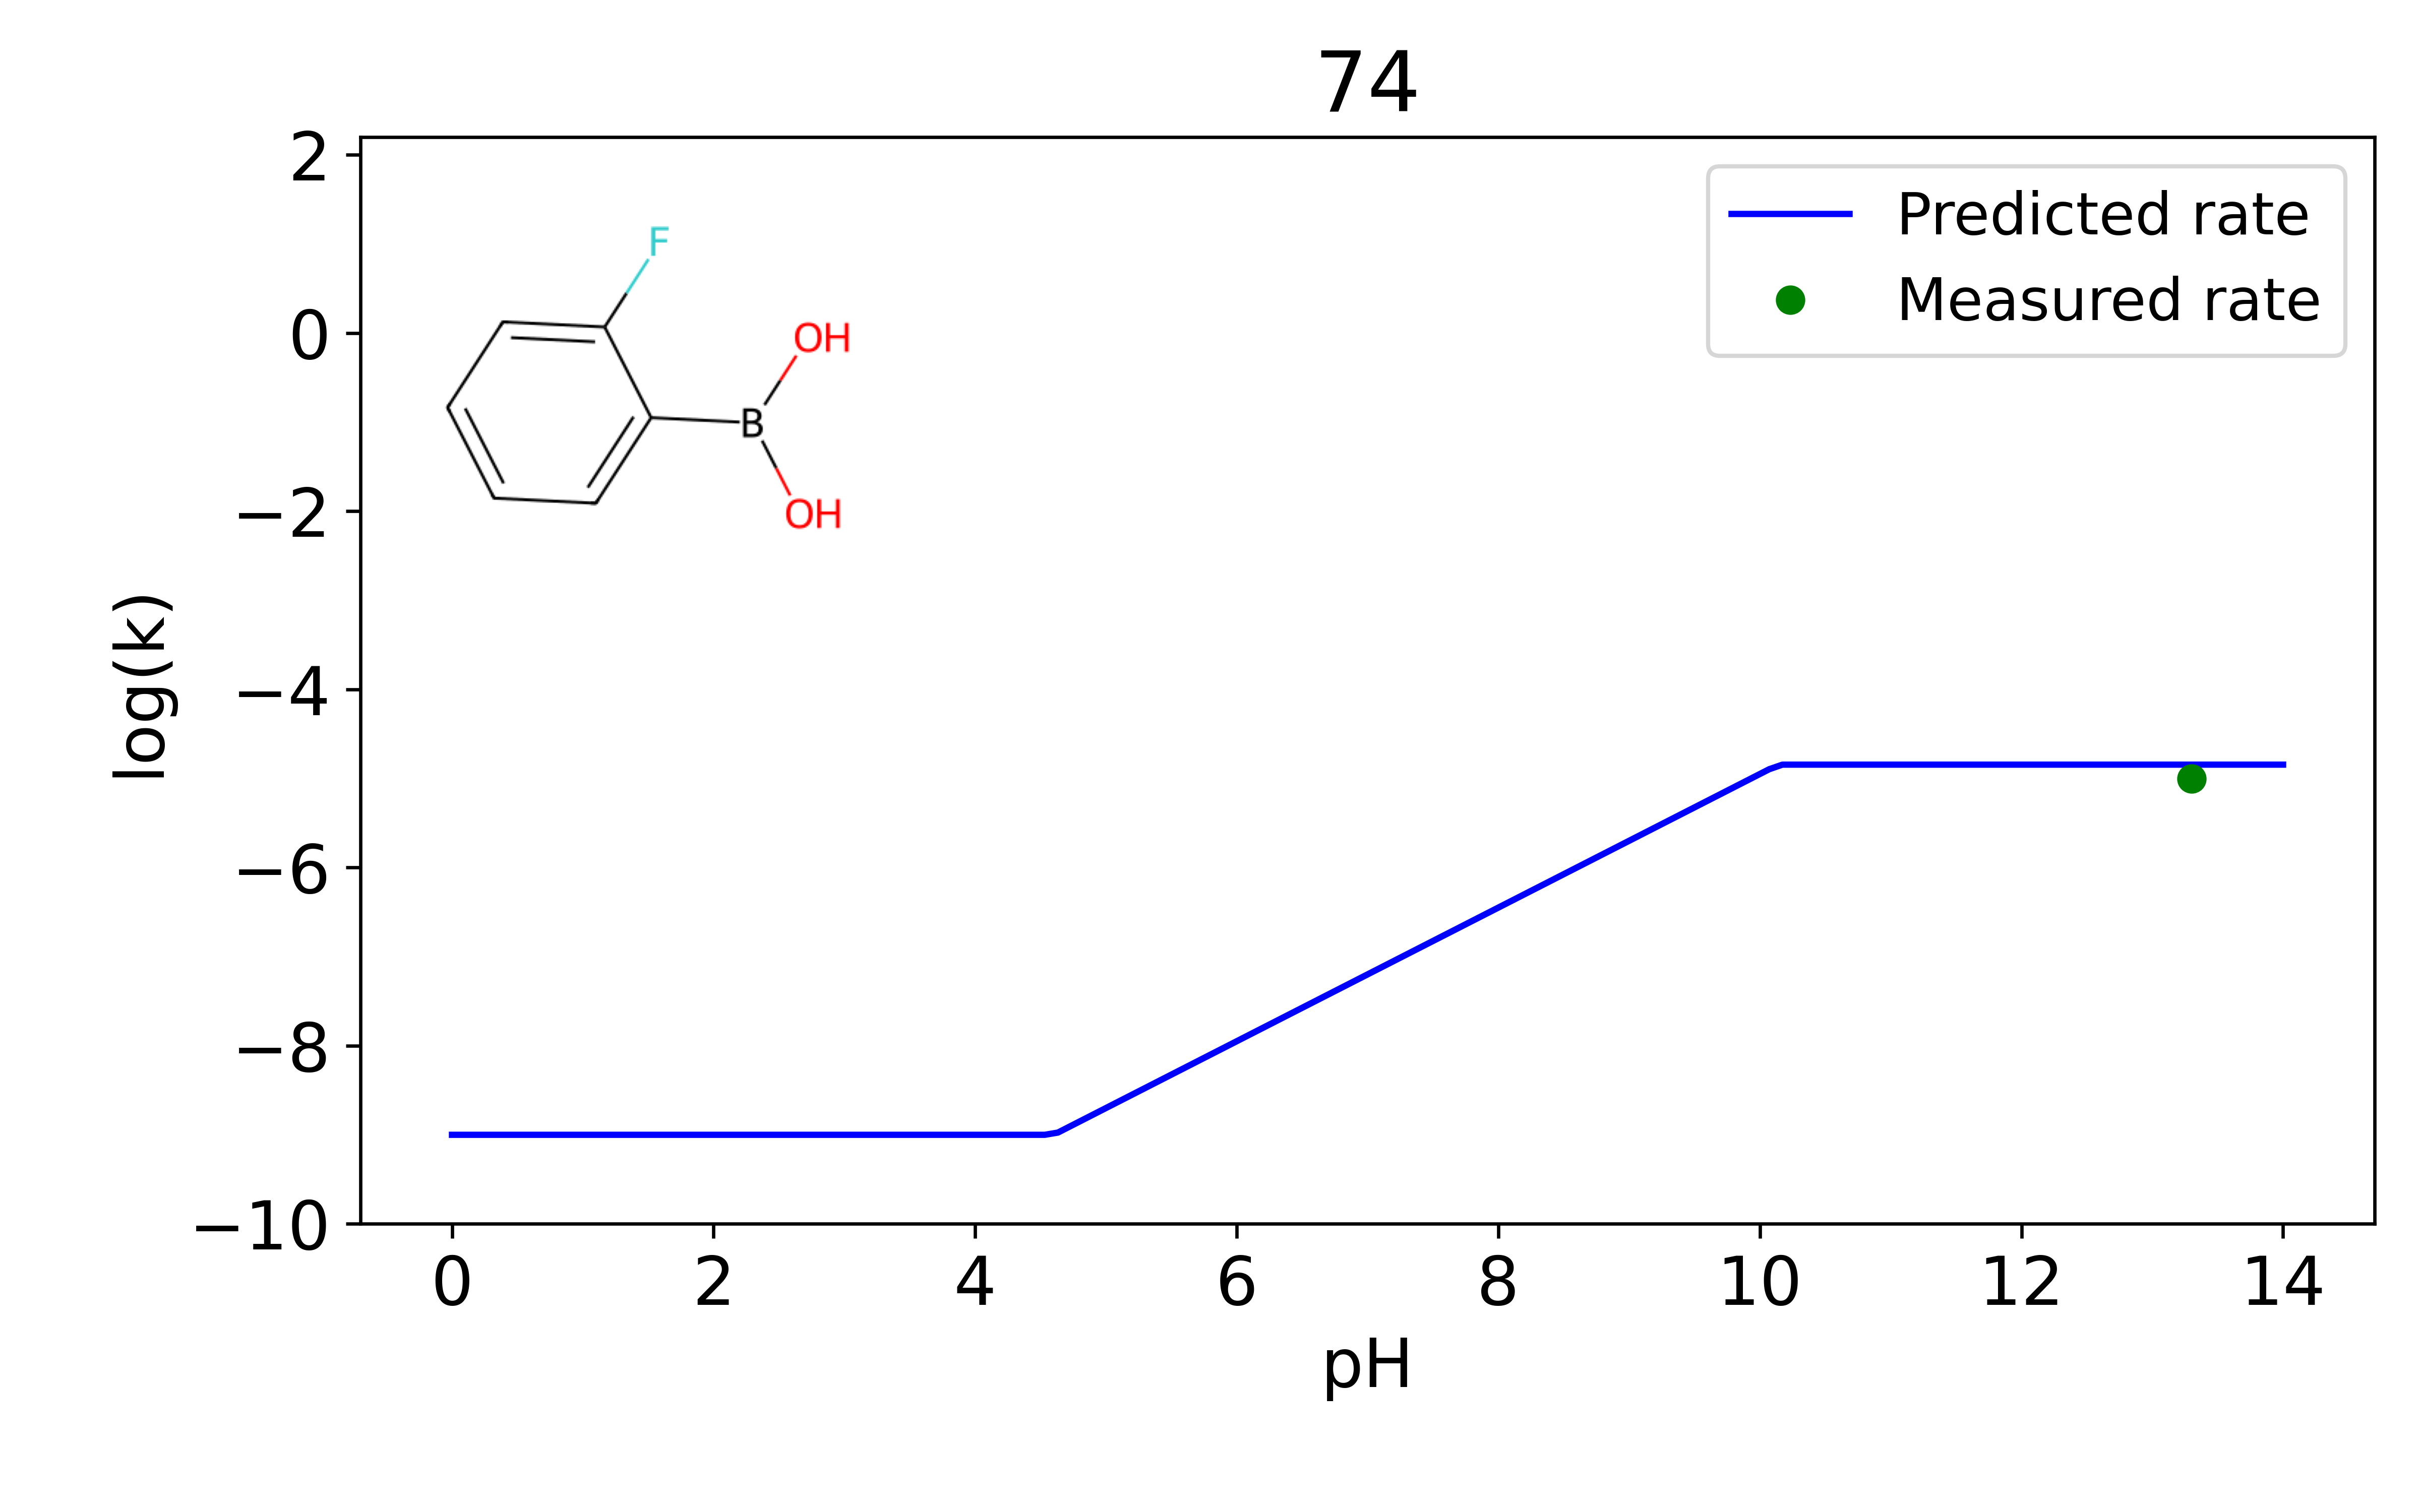 74
Predicted rate
Measured rate
F
OH
B
OH
log(k)
2
0
−2
−4
−6
−8
−10
0 2 4 6 8 10 12 14
pH